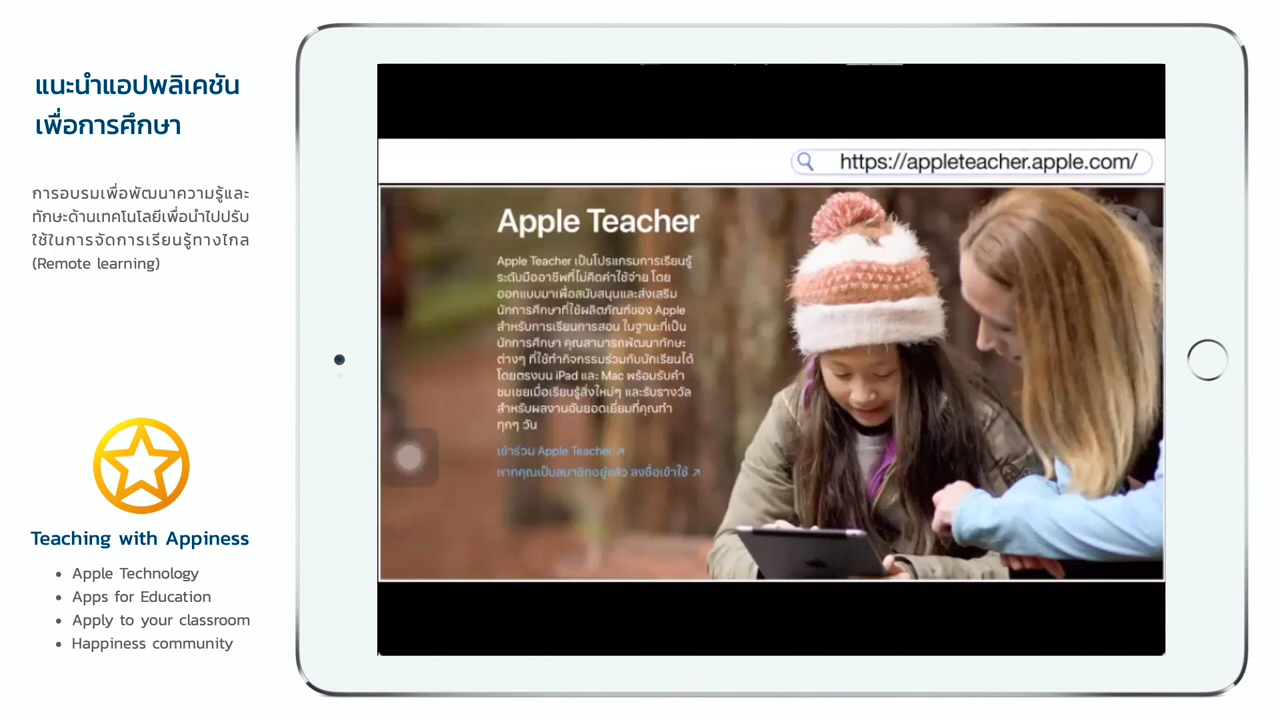 แนะนำแอปพลิเคชัน
เพื่อการศึกษา
การอบรมเพื่อพัฒนาความรู้และ
ทักษะด้านเทคโนโลยีเพื่อนำไปปรับ
ใช้ในการจัดการเรียนรู้ทางไกล
(Remote learning)
Teaching with Appiness
• Apple Technology
• Apps for Education
• Apply to your classroom
• Happiness community
https://appleteacher.apple.com/
Apple Teacher
Apple Teacher เป็นโปรแกรมการเรียนรู้
ระดับมืออาชีพที่ไม่คิดค่าใช้จ่าย โดย
ออกแบบมาเพื่อสนับสนุนและส่งเสริม
นักการศึกษาที่ใช้ผลิตภัณฑ์ของ Apple
สำหรับการเรียนการสอน ในฐานะที่เป็น
นักการศึกษา คุณสามารถพัฒนาทักษะ
ต่างๆ ที่ใช้ทำกิจกรรมร่วมกับนักเรียนได้
โดยตรงบน iPad และ Mac พร้อมรับคำ
ชมเชยเมื่อเรียนรู้สิ่งใหม่ๆ และรับรางวัล
สำหรับผลงานอันยอดเยี่ยมที่คุณทำ
ทุกๆ วัน
เข้าร่วม Apple Teacher ↗
หากคุณเป็นสมาชิกอยู่แล้ว ลงชื่อเข้าใช้ ↗